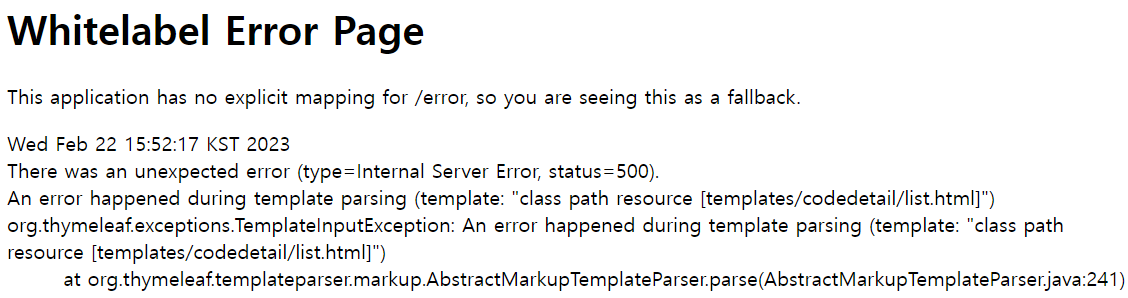 Whitelabel Error Page
This application has no explicit mapping for /error, so you are seeing this as a fallback.
Wed Feb 22 15:52:17 KST 2023
There was an unexpected error (type=Internal Server Error, status=500).
An error happened during template parsing (template: "class path resource [templates/codedetail/list.html]")
org.thymeleaf.exceptions.TemplateInputException: An error happened during template parsing (template: "class path
resource [templates/codedetail/list.html]")
at org.thymeleaf.templateparser.markup.AbstractMarkupTemplateParser.parse(AbstractMarkupTemplateParser.java:241)